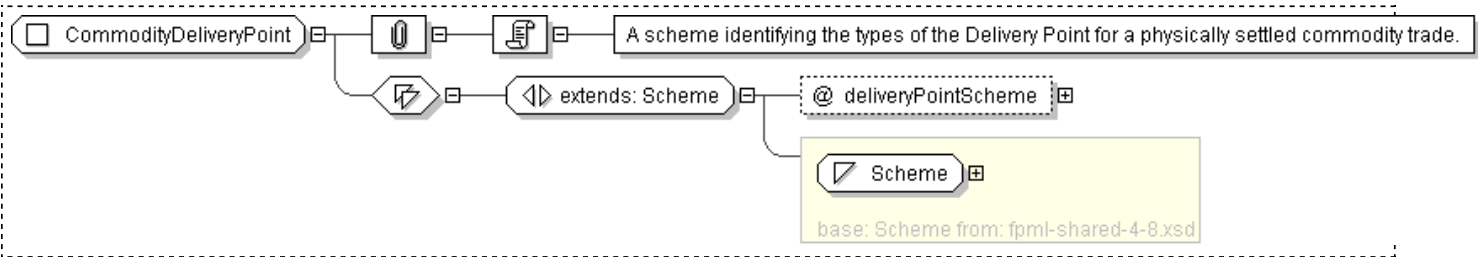 CommodityDeliveryPoint
A scheme identifying the types of the Delivery Point for a physically settled commodity trade.
extends: Scheme
@ deliveryPointScheme
Scheme
base: Scheme from: fpml-shared-4-8.xsd